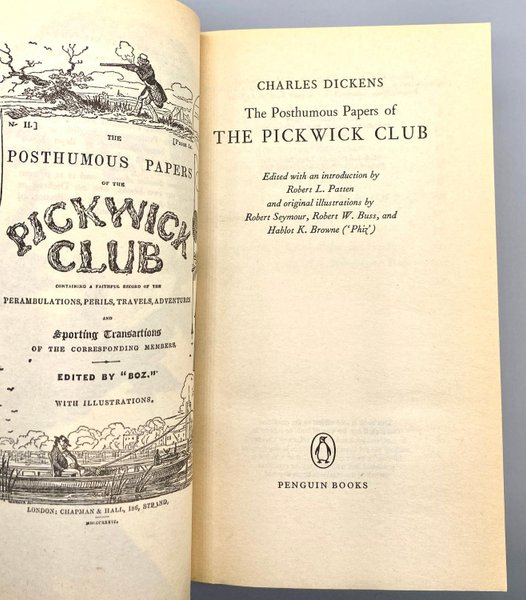 No. II.]
THE
POSTHUMOUS PAPERS
OF THE
PICKWICK
CLUB
CONTAINING A FAITHFUL RECORD OF THE
PERAMBULATIONS, PERILS, TRAVELS, ADVENTURES
AND
Sporting Transactions
OF THE CORRESPONDING MEMBERS.
EDITED BY "BOZ."
WITH ILLUSTRATIONS.
LONDON: CHAPMAN & HALL, 186, STRAND.
MDCCCXXXVI.
CHARLES DICKENS
The Posthumous Papers of
THE PICKWICK CLUB
Edited with an introduction by
Robert L. Patten
and original illustrations by
Robert Seymour, Robert W. Buss, and
Hablot K. Browne ('Phiz')
PENGUIN BOOKS